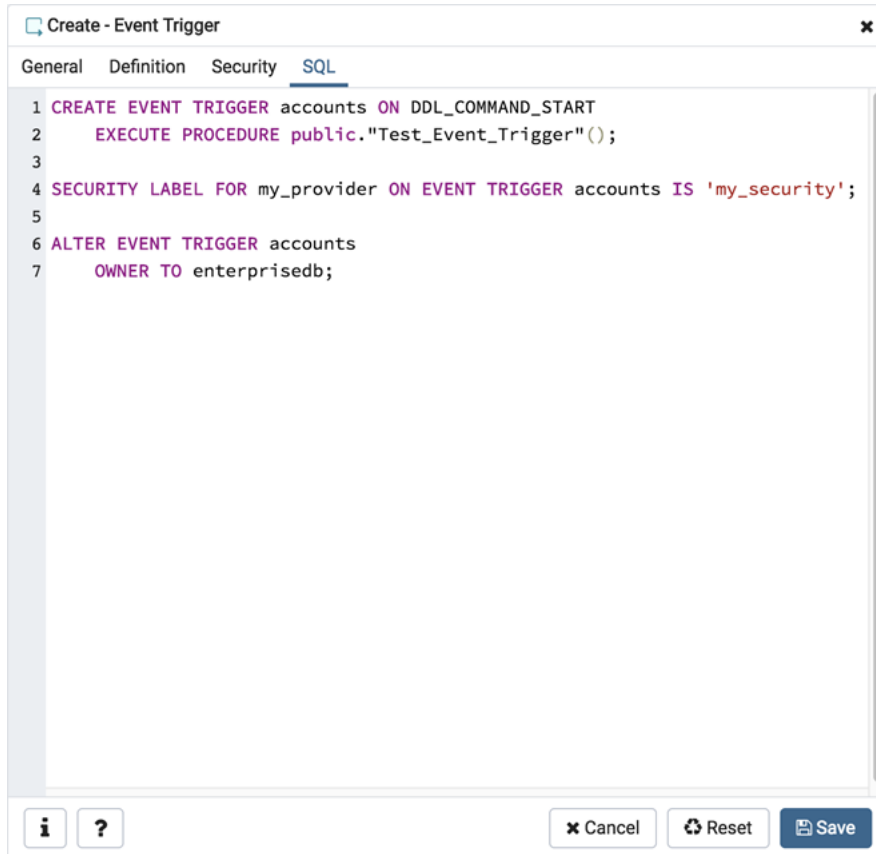 Create - Event Trigger
General Definition Security SQL
1 CREATE EVENT TRIGGER accounts ON DDL_COMMAND_START
2     EXECUTE PROCEDURE public."Test_Event_Trigger"();
3
4 SECURITY LABEL FOR my_provider ON EVENT TRIGGER accounts IS 'my_security';
5
6 ALTER EVENT TRIGGER accounts
7     OWNER TO enterprisedb;
i ? Cancel Reset Save